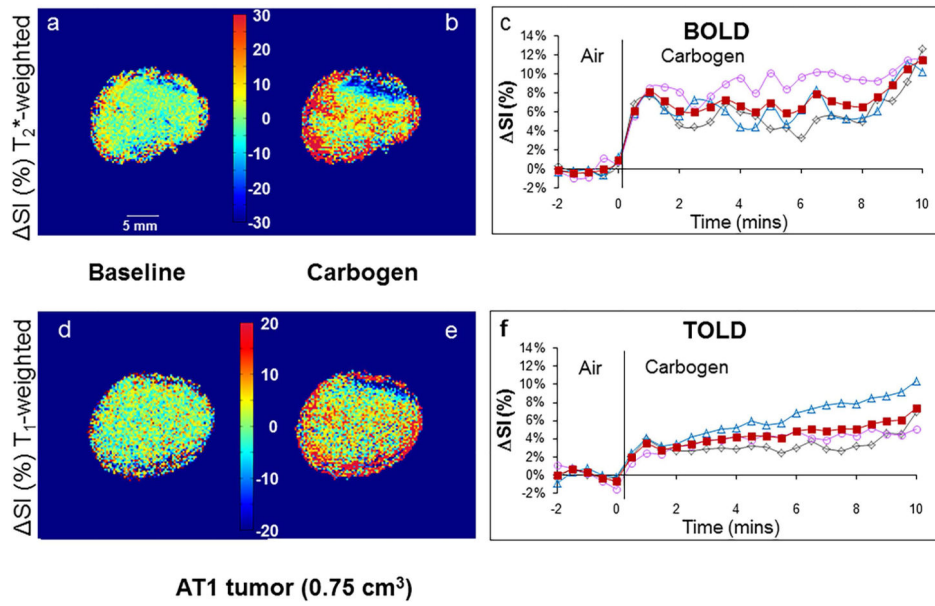 a
b
ΔSI (%) T2*-weighted
30
20
10
0
-10
-20
-30
5 mm
Baseline
Carbogen
c
BOLD
Air
Carbogen
ΔSI (%)
14%
12%
10%
8%
6%
4%
2%
0%
-2%
-2 0 2 4 6 8 10
Time (mins)
d
e
ΔSI (%) T1-weighted
20
10
0
-10
-20
f
TOLD
Air
Carbogen
ΔSI (%)
14%
12%
10%
8%
6%
4%
2%
0%
-2%
-2 0 2 4 6 8 10
Time (mins)
AT1 tumor (0.75 cm³)